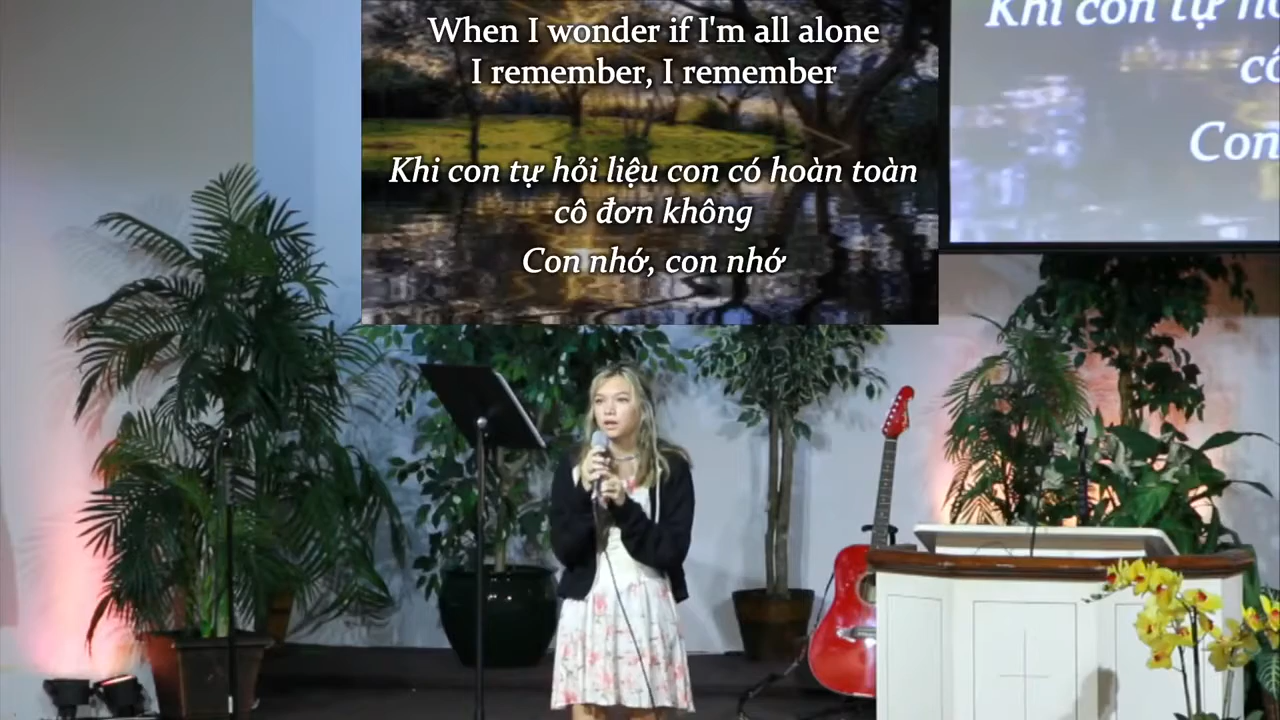 When I wonder if I'm all alone
I remember, I remember
Khi con tự hỏi liệu con có hoàn toàn
cô đơn không
Con nhớ, con nhớ
Khi con tự
Con